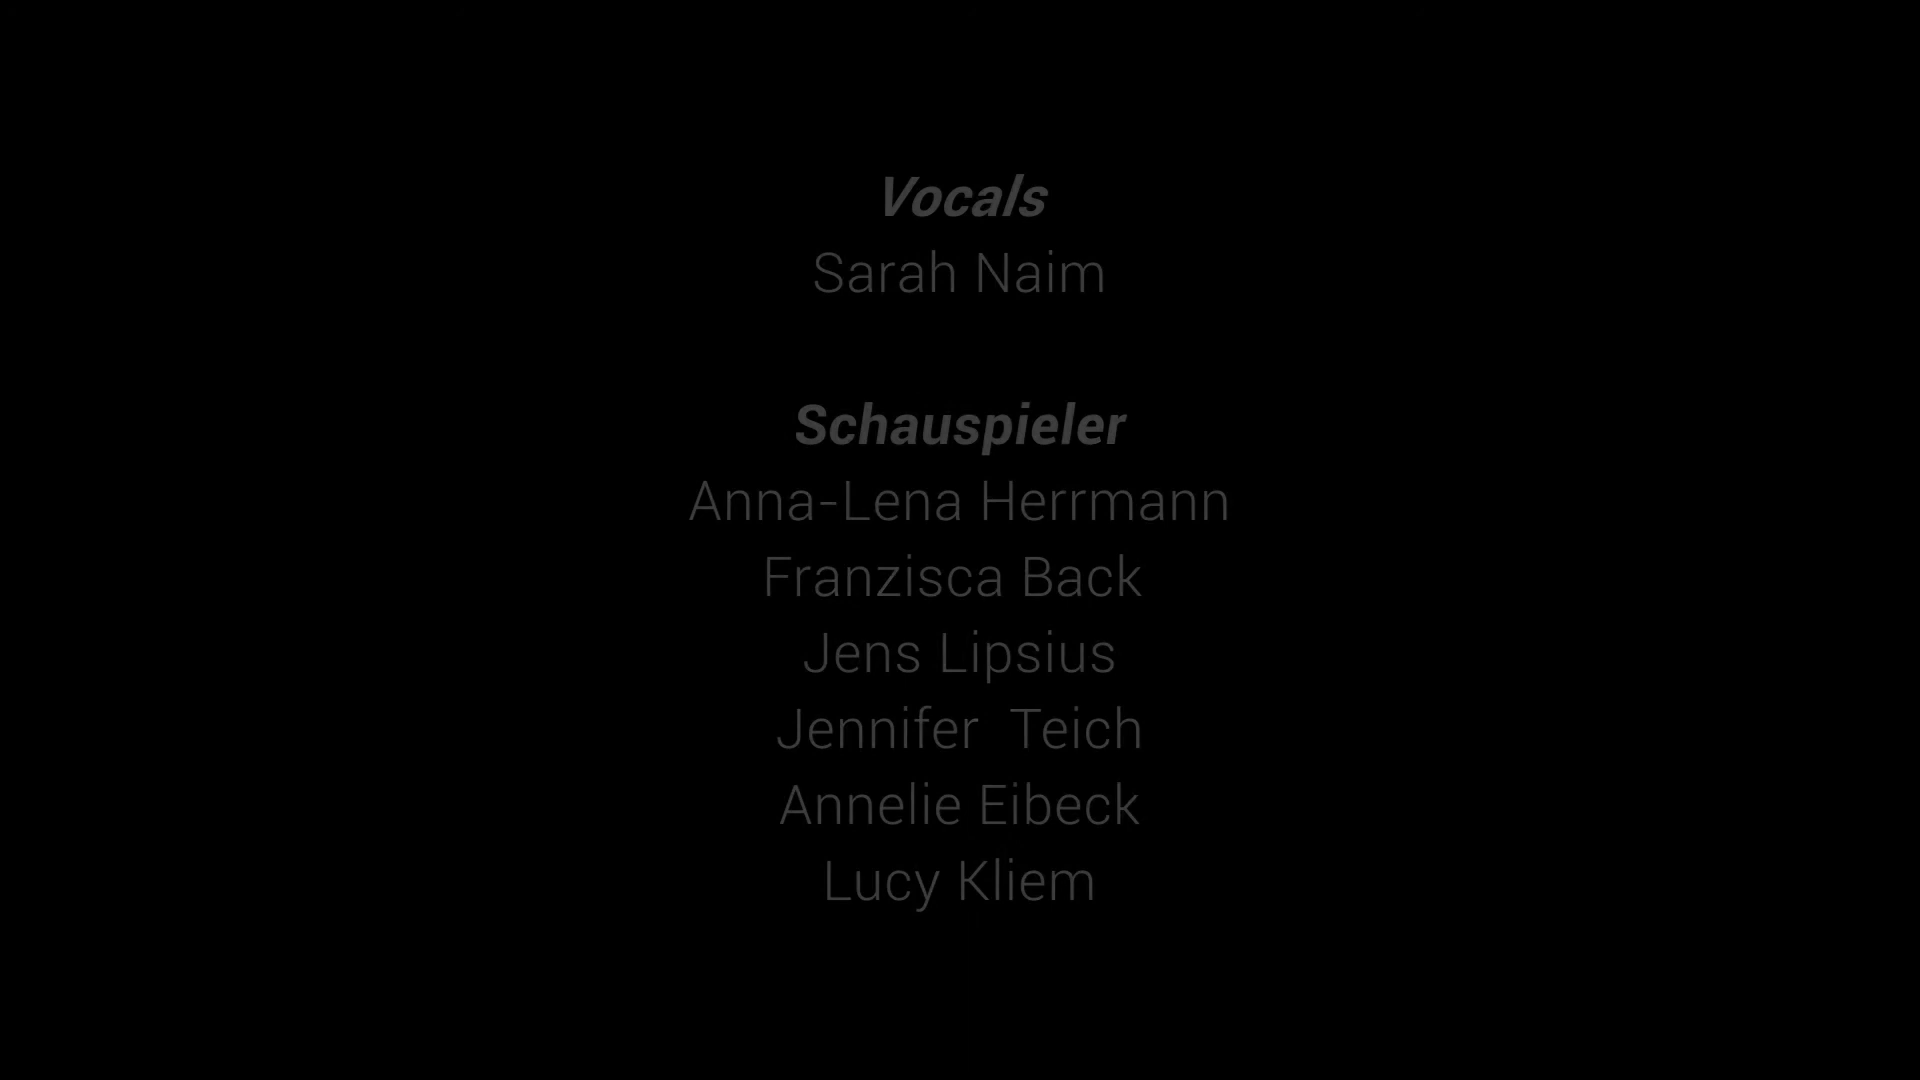 Vocals
Sarah Naim
Schauspieler
Anna-Lena Herrmann
Franzisca Back
Jens Lipsius
Jennifer  Teich
Annelie Eibeck
Lucy Kliem